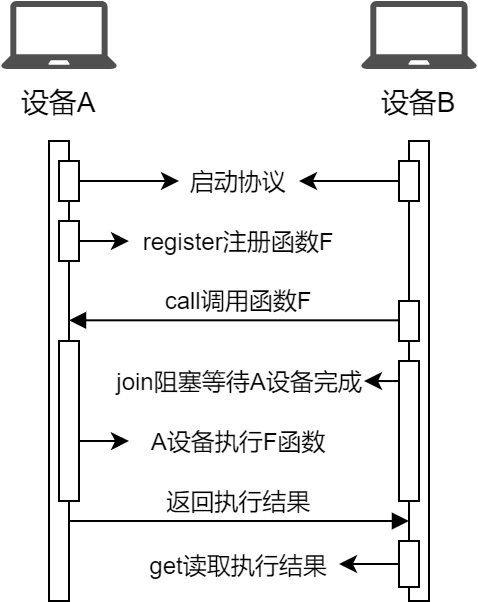 设备A
设备B
启动协议
register注册函数F
call调用函数F
join阻塞等待A设备完成
A设备执行F函数
返回执行结果
get读取执行结果